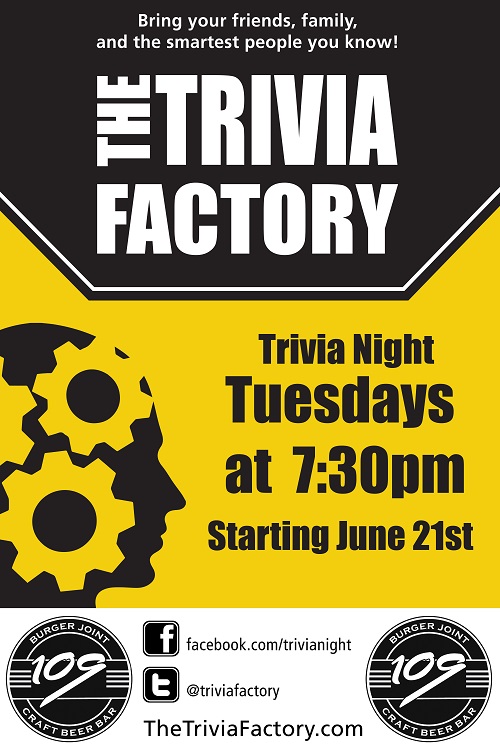 Bring your friends, family,
and the smartest people you know!
THE TRIVIA
FACTORY
Trivia Night
Tuesdays
at 7:30pm
Starting June 21st
BURGER JOINT
109
CRAFT BEER BAR
f facebook.com/trivianight
t @triviafactory
TheTriviaFactory.com
BURGER JOINT
109
CRAFT BEER BAR